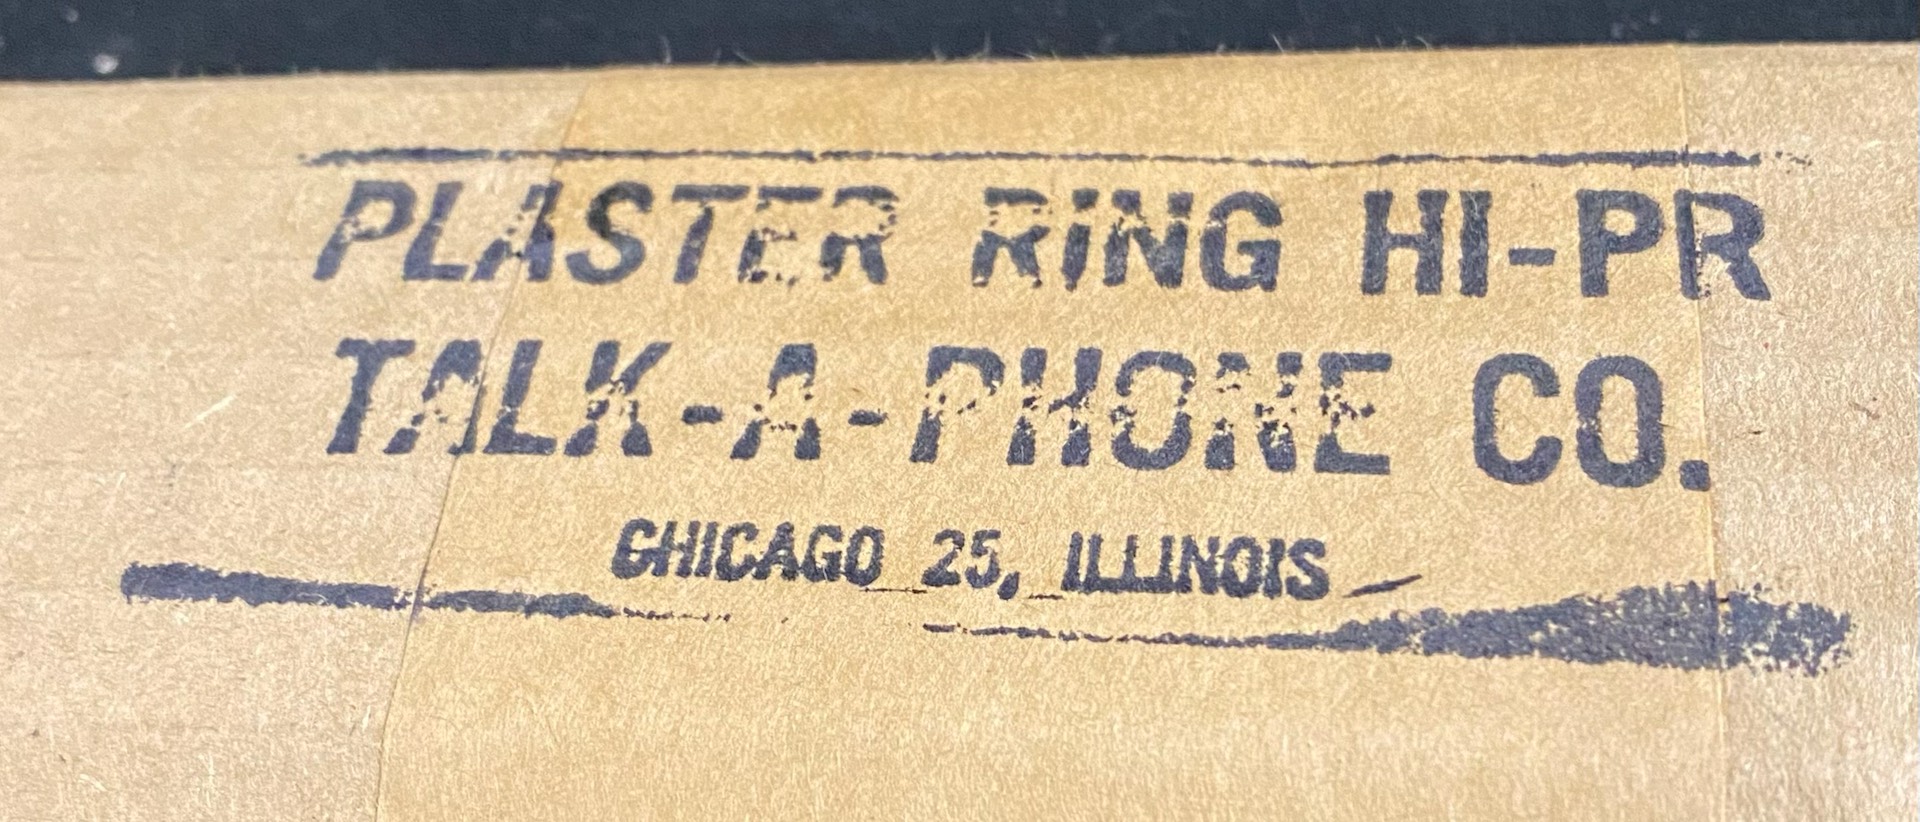 PLASTER RING HI-PR
TALK-A-PHONE CO.
CHICAGO 25, ILLINOIS